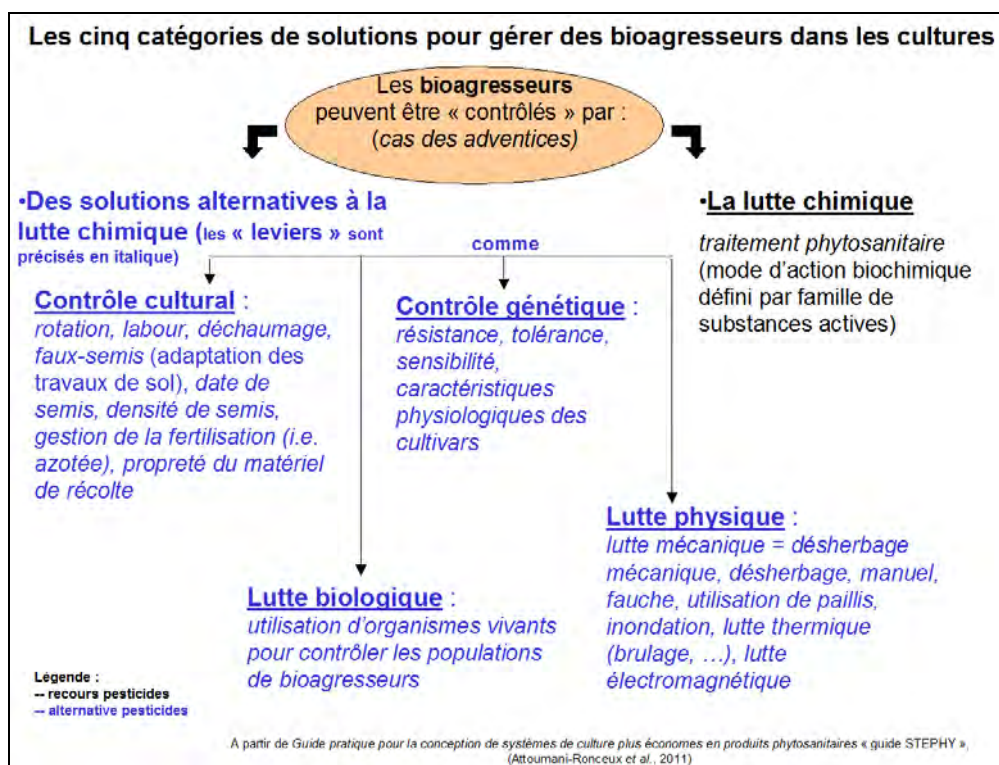 Les cinq catégories de solutions pour gérer des bioagresseurs dans les cultures
Les bioagresseurs
peuvent être « contrôlés » par :
(cas des adventices)
•Des solutions alternatives à la
lutte chimique (les « leviers » sont
précisés en italique)
comme
•La lutte chimique
traitement phytosanitaire
(mode d'action biochimique
défini par famille de
substances actives)
Contrôle cultural :
rotation, labour, déchaumage,
faux-semis (adaptation des
travaux de sol), date de
semis, densité de semis,
gestion de la fertilisation (i.e.
azotée), propreté du matériel
de récolte
Contrôle génétique :
résistance, tolérance,
sensibilité,
caractéristiques
physiologiques des
cultivars
Lutte biologique :
utilisation d'organismes vivants
pour contrôler les populations
de bioagresseurs
Lutte physique :
lutte mécanique = désherbage
mécanique, désherbage, manuel,
fauche, utilisation de paillis,
inondation, lutte thermique
(brulage, …), lutte
électromagnétique
Légende :
-- recours pesticides
-- alternative pesticides
A partir de Guide pratique pour la conception de systèmes de culture plus économes en produits phytosanitaires « guide STEPHY »,
(Attoumani-Ronceux et al., 2011)